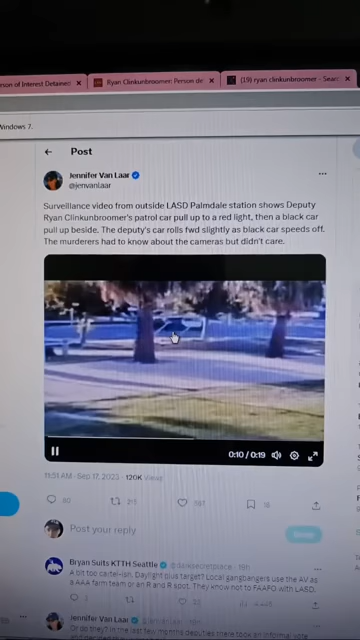 Person of Interest Detained
Ryan Clinkunbroomer: Person de
(19) ryan clinkunbroomer - Sear
Windows 7.
Post
Jennifer Van Laar
@jenvanlaar
Surveillance video from outside LASD Palmdale station shows Deputy
Ryan Clinkunbroomer's patrol car pull up to a red light, then a black car
pull up beside. The deputy's car rolls fwd slightly as black car speeds off.
The murderers had to know about the cameras but didn't care.
0:10 / 0:19
11:51 AM · Sep 17, 2023 · 120K Views
Post your reply
Bryan Suits KTTH Seattle
Daylight plus target? Local gangbangers use the AV as
a AAA farm team or an R and R spot. They know not to FAAFO with LASD.
Jennifer Van Laar